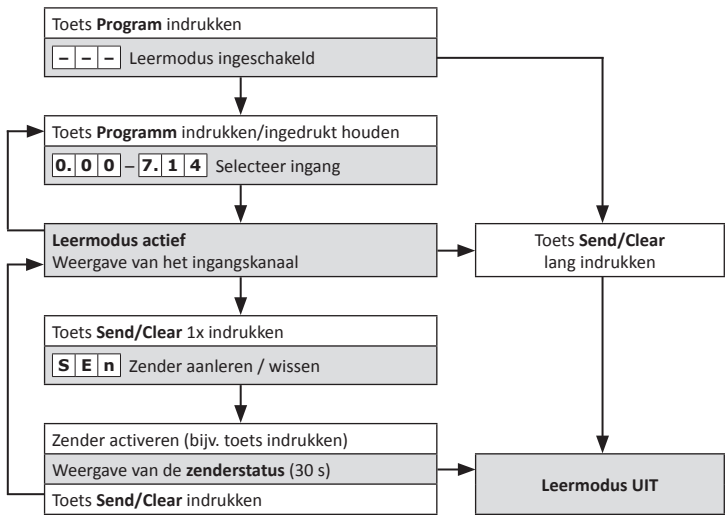 Toets Program indrukken
– – – Leermodus ingeschakeld
Toets Programm indrukken/ingedrukt houden
0. 0 0 – 7. 1 4 Selecteer ingang
Leermodus actief
Weergave van het ingangskanaal
Toets Send/Clear
lang indrukken
Toets Send/Clear 1x indrukken
S E n Zender aanleren / wissen
Zender activeren (bijv. toets indrukken)
Weergave van de zenderstatus (30 s)
Toets Send/Clear indrukken
Leermodus UIT